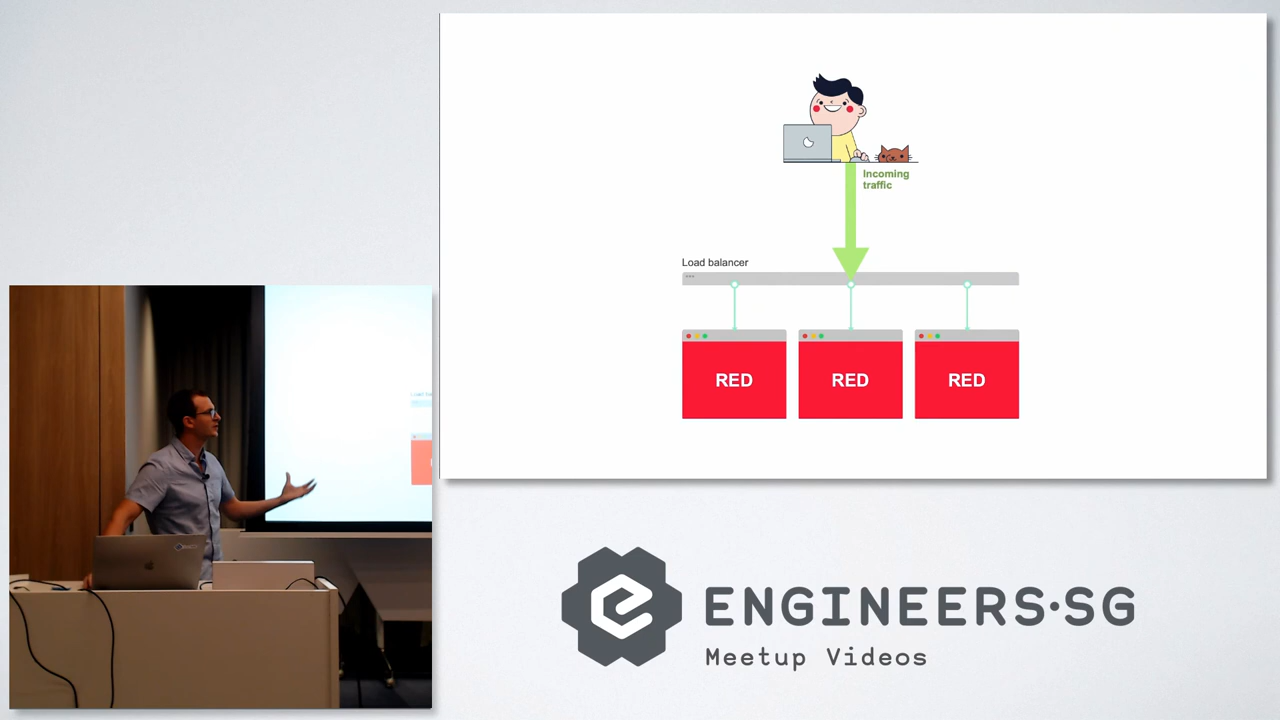 Incoming
traffic
Load balancer
RED
RED
RED
ENGINEERS·SG
Meetup Videos